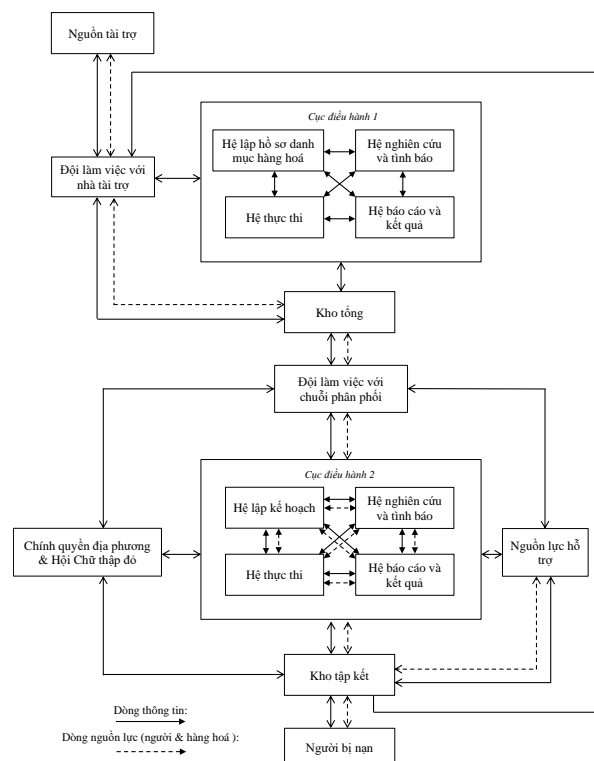 Nguồn tài trợ
Cục điều hành 1
Hệ lập hồ sơ danh
mục hàng hoá
Hệ nghiên cứu
và tình báo
Đội làm việc với
nhà tài trợ
Hệ thực thi
Hệ báo cáo và
kết quả
Kho tổng
Đội làm việc với
chuỗi phân phối
Cục điều hành 2
Hệ lập kế hoạch
Hệ nghiên cứu
và tình báo
Chính quyền địa phương
& Hội Chữ thập đỏ
Hệ thực thi
Hệ báo cáo và
kết quả
Nguồn lực hỗ
trợ
Kho tập kết
Dòng thông tin:
Dòng nguồn lực (người & hàng hoá ):
Người bị nạn